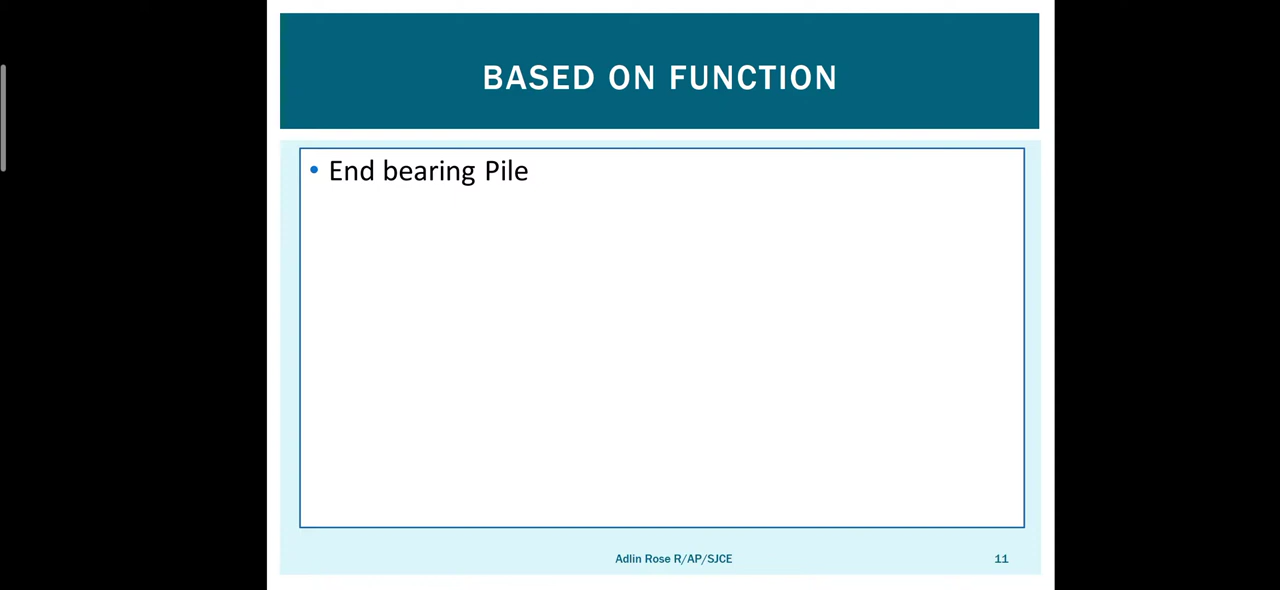 BASED ON FUNCTION
• End bearing Pile
Adlin Rose R/AP/SJCE
11